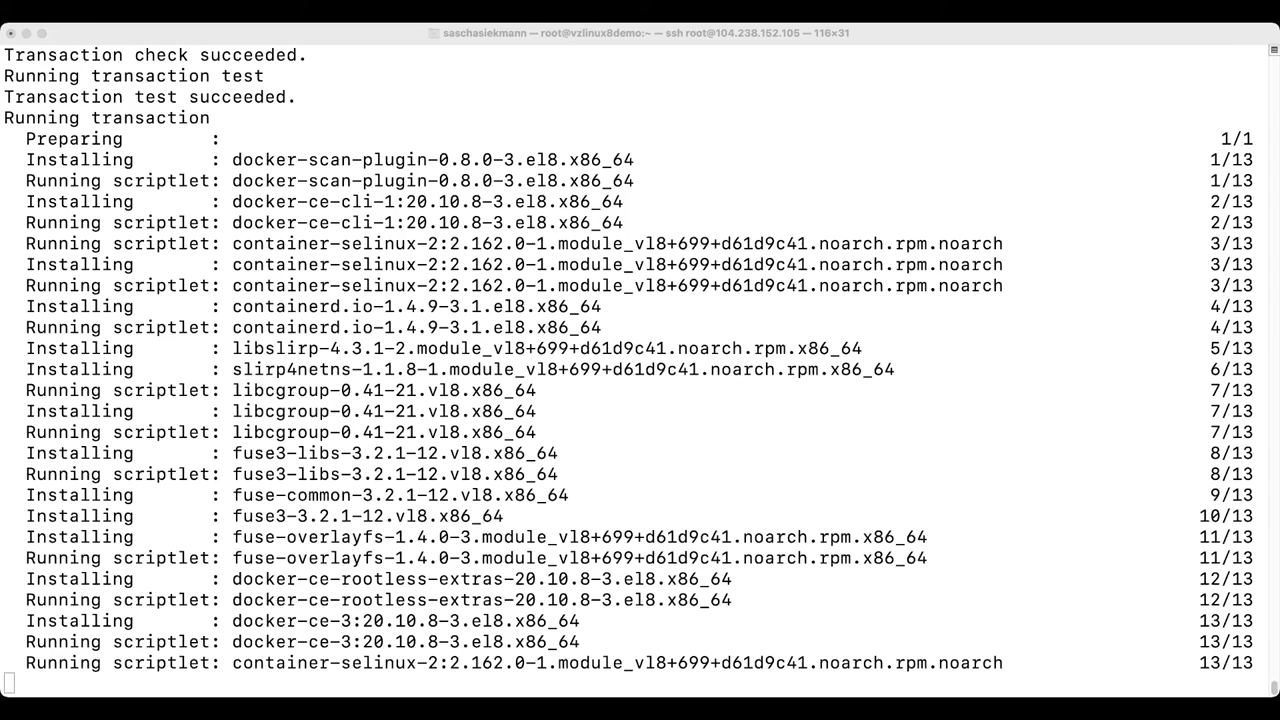 saschasiekmann — root@vzlinux8demo:~ — ssh root@104.238.152.105 — 116×31
Transaction check succeeded.
Running transaction test
Transaction test succeeded.
Running transaction
  Preparing        :                                                                                            1/1
  Installing       : docker-scan-plugin-0.8.0-3.el8.x86_64                                                     1/13
  Running scriptlet: docker-scan-plugin-0.8.0-3.el8.x86_64                                                     1/13
  Installing       : docker-ce-cli-1:20.10.8-3.el8.x86_64                                                      2/13
  Running scriptlet: docker-ce-cli-1:20.10.8-3.el8.x86_64                                                      2/13
  Running scriptlet: container-selinux-2:2.162.0-1.module_vl8+699+d61d9c41.noarch.rpm.noarch                   3/13
  Installing       : container-selinux-2:2.162.0-1.module_vl8+699+d61d9c41.noarch.rpm.noarch                   3/13
  Running scriptlet: container-selinux-2:2.162.0-1.module_vl8+699+d61d9c41.noarch.rpm.noarch                   3/13
  Installing       : containerd.io-1.4.9-3.1.el8.x86_64                                                        4/13
  Running scriptlet: containerd.io-1.4.9-3.1.el8.x86_64                                                        4/13
  Installing       : libslirp-4.3.1-2.module_vl8+699+d61d9c41.noarch.rpm.x86_64                                5/13
  Installing       : slirp4netns-1.1.8-1.module_vl8+699+d61d9c41.noarch.rpm.x86_64                             6/13
  Running scriptlet: libcgroup-0.41-21.vl8.x86_64                                                              7/13
  Installing       : libcgroup-0.41-21.vl8.x86_64                                                              7/13
  Running scriptlet: libcgroup-0.41-21.vl8.x86_64                                                              7/13
  Installing       : fuse3-libs-3.2.1-12.vl8.x86_64                                                            8/13
  Running scriptlet: fuse3-libs-3.2.1-12.vl8.x86_64                                                            8/13
  Installing       : fuse-common-3.2.1-12.vl8.x86_64                                                           9/13
  Installing       : fuse3-3.2.1-12.vl8.x86_64                                                                10/13
  Installing       : fuse-overlayfs-1.4.0-3.module_vl8+699+d61d9c41.noarch.rpm.x86_64                         11/13
  Running scriptlet: fuse-overlayfs-1.4.0-3.module_vl8+699+d61d9c41.noarch.rpm.x86_64                         11/13
  Installing       : docker-ce-rootless-extras-20.10.8-3.el8.x86_64                                           12/13
  Running scriptlet: docker-ce-rootless-extras-20.10.8-3.el8.x86_64                                           12/13
  Installing       : docker-ce-3:20.10.8-3.el8.x86_64                                                         13/13
  Running scriptlet: docker-ce-3:20.10.8-3.el8.x86_64                                                         13/13
  Running scriptlet: container-selinux-2:2.162.0-1.module_vl8+699+d61d9c41.noarch.rpm.noarch                  13/13